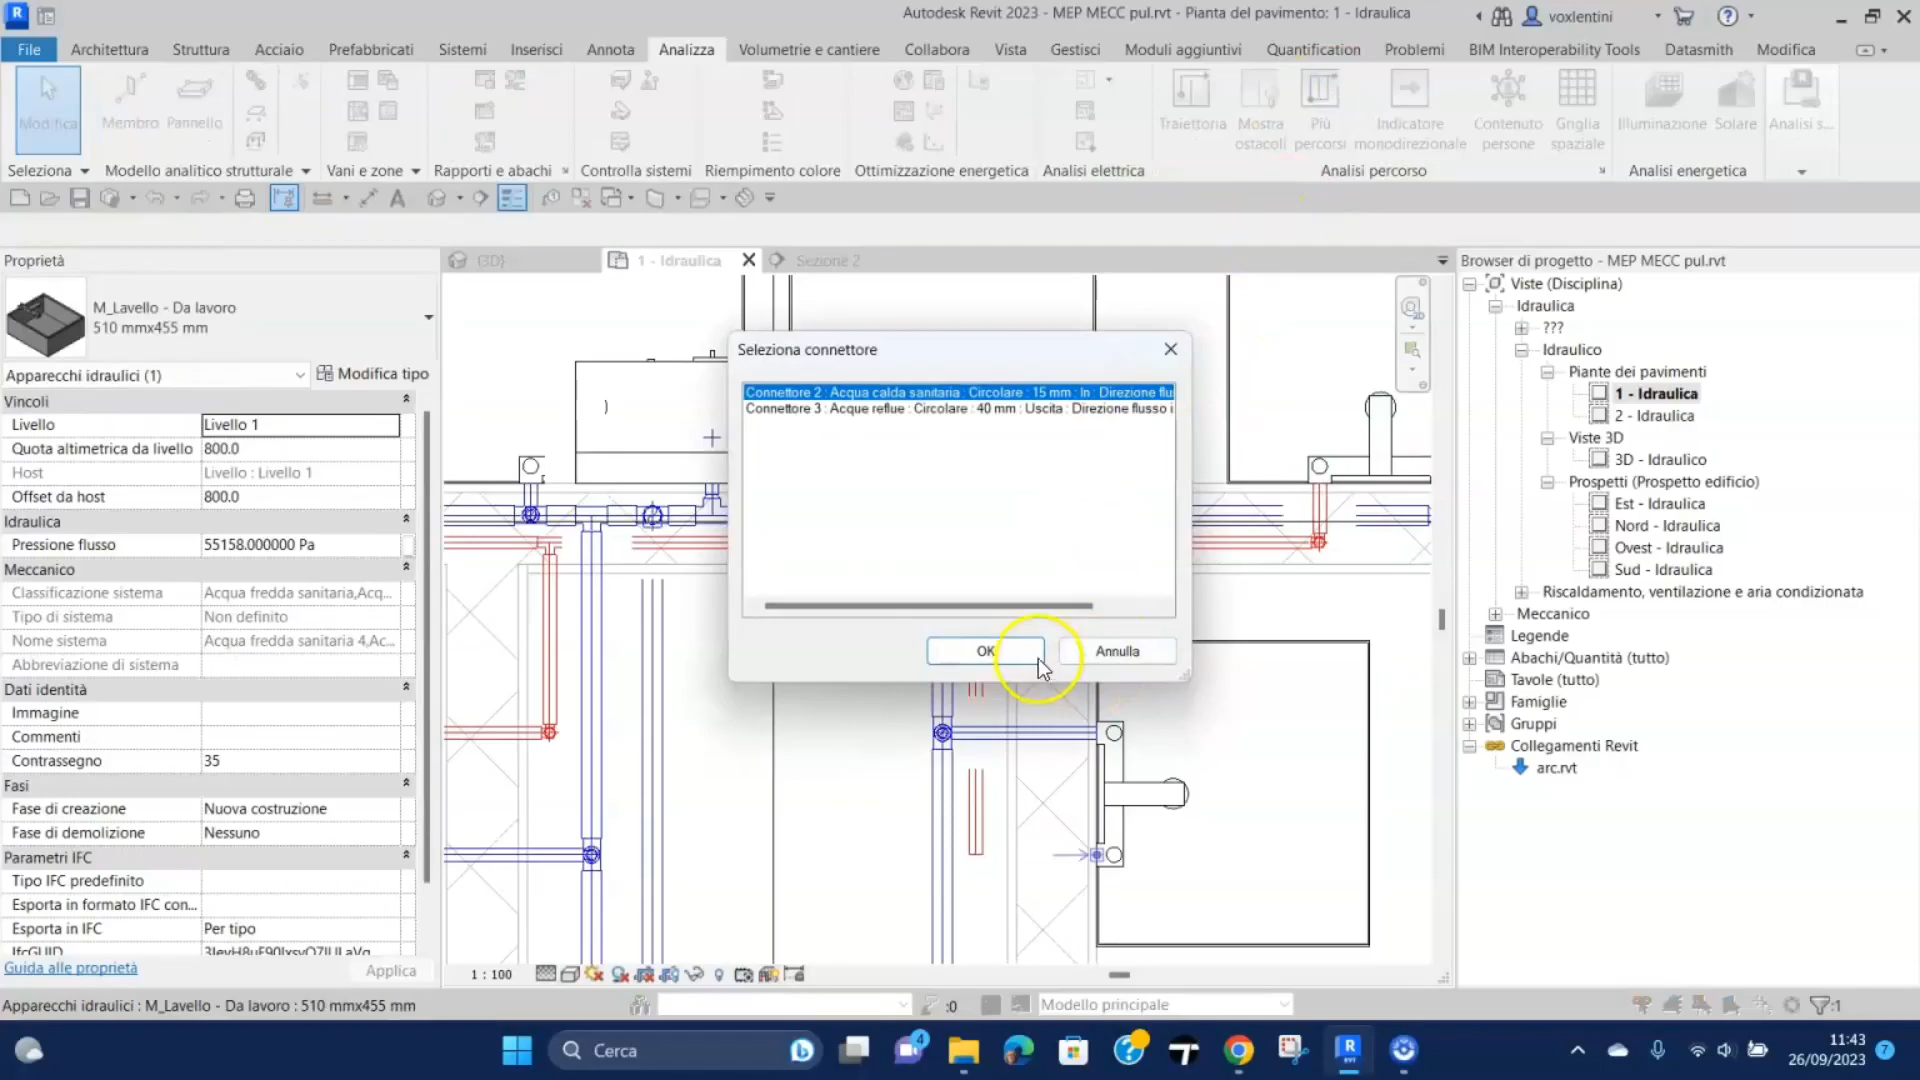 Autodesk Revit 2023 - MEP MECC pul.rvt - Pianta del pavimento: 1 - Idraulica
voxlentini
File Architettura Struttura Acciaio Prefabbricati Sistemi Inserisci Annota Analizza Volumetrie e cantiere Collabora Vista Gestisci Moduli aggiuntivi Quantification Problemi BIM Interoperability Tools Datasmith Modifica
Modifica Membro Pannello Traiettoria Mostra ostacoli Più percorsi Indicatore monodirezionale Contenuto persone Griglia spaziale Illuminazione Solare Analisi s...
Seleziona Modello analitico strutturale Vani e zone Rapporti e abachi Controlla sistemi Riempimento colore Ottimizzazione energetica Analisi elettrica Analisi percorso Analisi energetica
Proprietà
M_Lavello - Da lavoro
510 mmx455 mm
Apparecchi idraulici (1) Modifica tipo
Vincoli
Livello Livello 1
Quota altimetrica da livello 800.0
Host Livello : Livello 1
Offset da host 800.0
Idraulica
Pressione flusso 55158.000000 Pa
Meccanico
Classificazione sistema Acqua fredda sanitaria,Acq...
Tipo di sistema Non definito
Nome sistema Acqua fredda sanitaria 4,Ac...
Abbreviazione di sistema
Dati identità
Immagine
Commenti
Contrassegno 35
Fasi
Fase di creazione Nuova costruzione
Fase di demolizione Nessuno
Parametri IFC
Tipo IFC predefinito
Esporta in formato IFC con...
Esporta in IFC Per tipo
Guida alle proprietà Applica
{3D} 1 - Idraulica Sezione 2
Seleziona connettore
Connettore 2 : Acqua calda sanitaria : Circolare : 15 mm : In : Direzione flu
Connettore 3 : Acque reflue : Circolare : 40 mm : Uscita : Direzione flusso i
OK Annulla
1 : 100
Browser di progetto - MEP MECC pul.rvt
Viste (Disciplina)
Idraulica
???
Idraulico
Piante dei pavimenti
1 - Idraulica
2 - Idraulica
Viste 3D
3D - Idraulico
Prospetti (Prospetto edificio)
Est - Idraulica
Nord - Idraulica
Ovest - Idraulica
Sud - Idraulica
Riscaldamento, ventilazione e aria condizionata
Meccanico
Legende
Abachi/Quantità (tutto)
Tavole (tutto)
Famiglie
Gruppi
Collegamenti Revit
arc.rvt
Apparecchi idraulici : M_Lavello - Da lavoro : 510 mmx455 mm :0 Modello principale :1
Cerca
4
11:43
26/09/2023
7